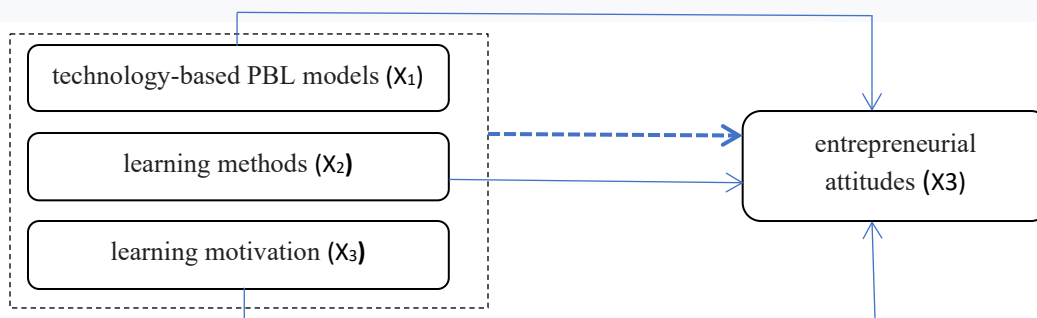 technology-based PBL models (X₁)
learning methods (X₂)
learning motivation (X₃)
entrepreneurial
attitudes (X3)